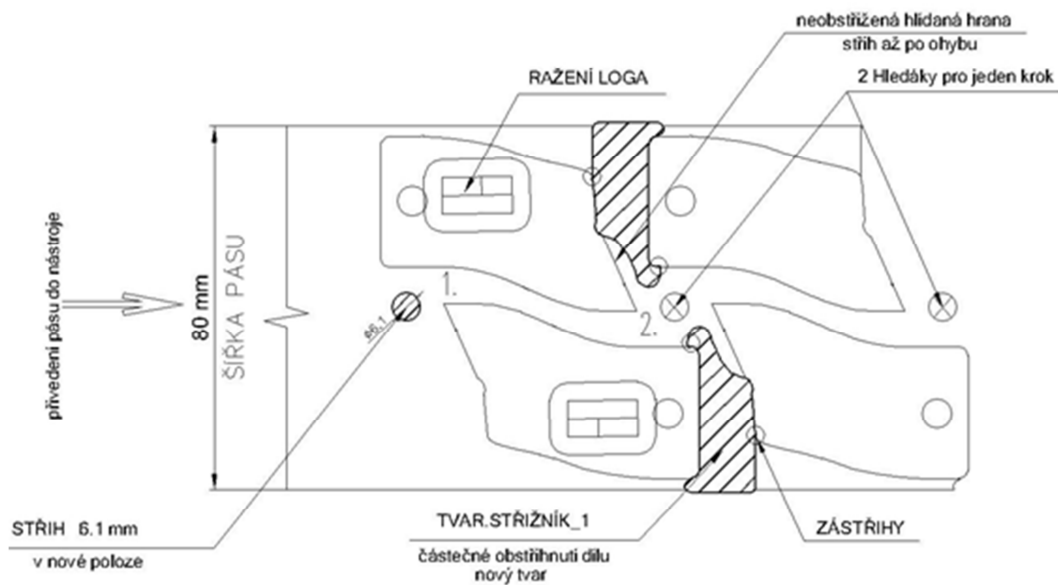 neobstřižená hlídaná hrana
střih až po ohybu
RAŽENÍ LOGA
2 Hledáky pro jeden krok
přivedení pásu do nástroje
80 mm
ŠÍŘKA PÁSU
1.
ø6,1
2.
STŘIH 6.1 mm
v nové poloze
TVAR.STŘIŽNÍK_1
částečné obstřihnutí dílu
nový tvar
ZÁSTŘIHY